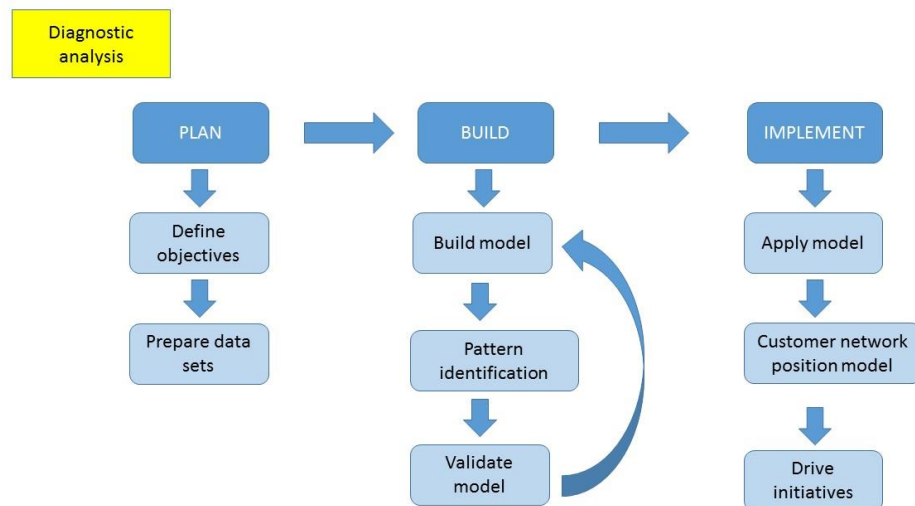 Diagnostic
analysis
PLAN
BUILD
IMPLEMENT
Define
objectives
Build model
Apply model
Prepare data
sets
Pattern
identification
Customer network
position model
Validate
model
Drive
initiatives